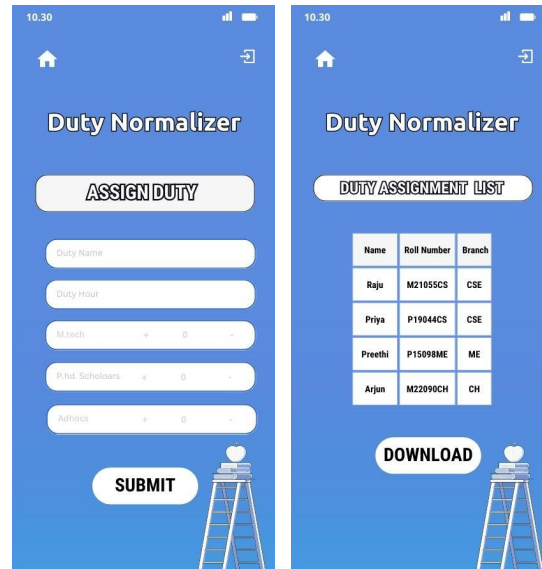 10.30
Duty Normalizer
ASSIGN DUTY
Duty Name
Duty Hour
M.tech + 0 -
P.hd. Scholoars + 0 -
Adhocs + 0 -
SUBMIT
10.30
Duty Normalizer
DUTY ASSIGNMENT LIST
Name Roll Number Branch
Raju M21055CS CSE
Priya P19044CS CSE
Preethi P15098ME ME
Arjun M22090CH CH
DOWNLOAD